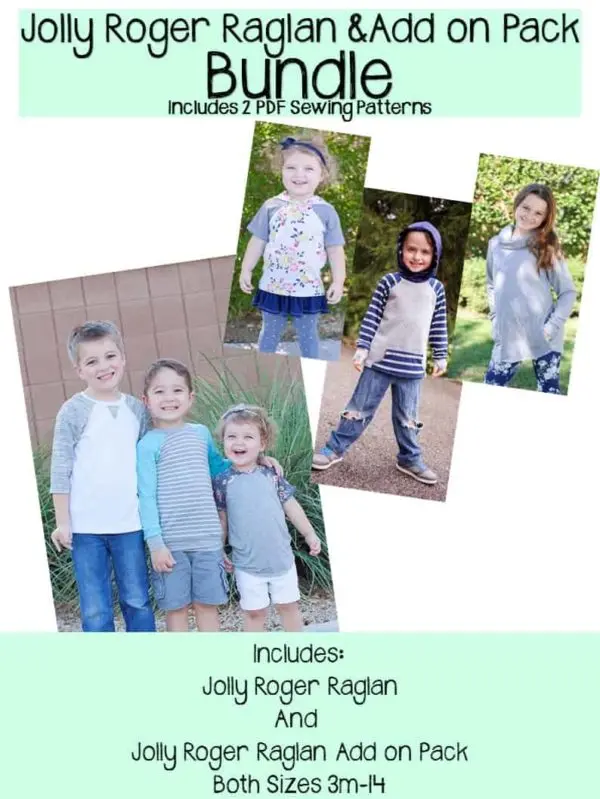 Jolly Roger Raglan &Add on Pack
Bundle
Includes 2 PDF Sewing Patterns
Includes:
Jolly Roger Raglan
And
Jolly Roger Raglan Add on Pack
Both Sizes 3m-14